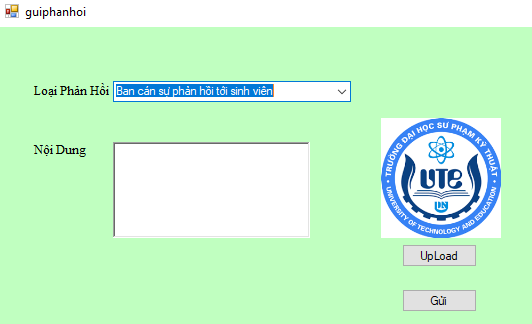 guiphanhoi
Loại Phản Hồi
Ban cán sự phản hồi tới sinh viên
Nội Dung
TRƯỜNG ĐẠI HỌC SƯ PHẠM KỸ THUẬT
UTE
UNIVERSITY OF TECHNOLOGY AND EDUCATION
UpLoad
Gửi